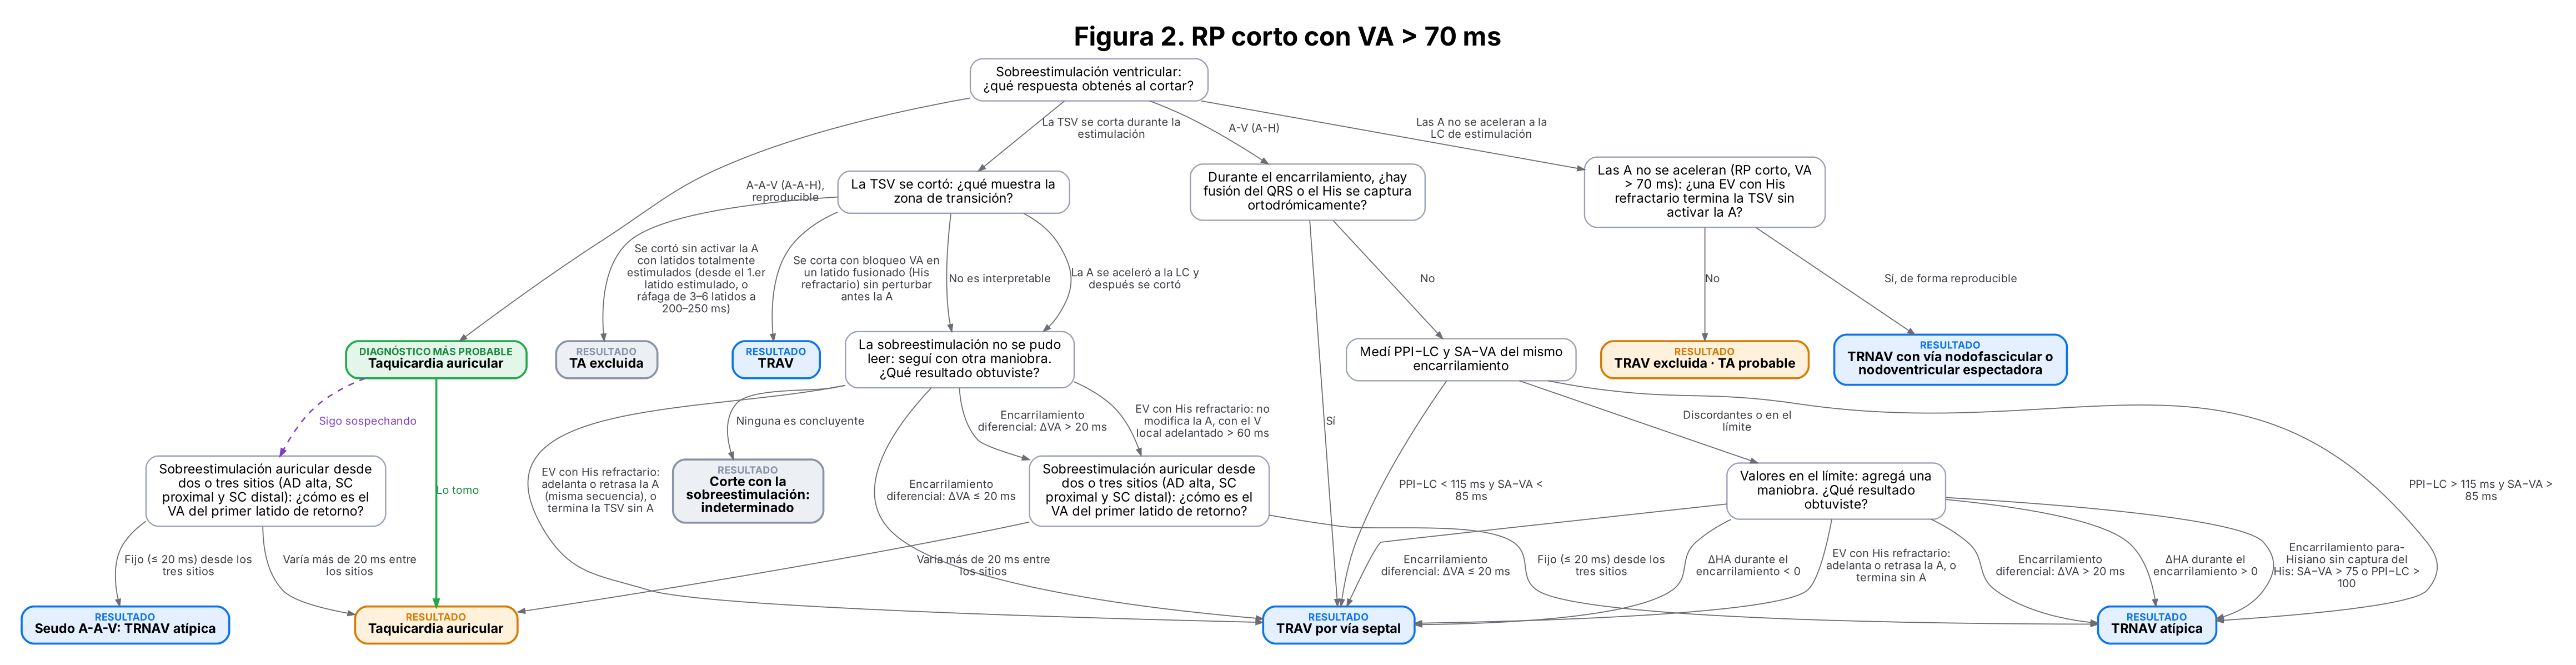 Figura 2. RP corto con VA > 70 ms
Sobreestimulación ventricular:
¿qué respuesta obtenés al cortar?
La TSV se corta durante la
estimulación
A-V (A-H)
Las A no se aceleran a la
LC de estimulación
A-A-V (A-A-H),
reproducible
La TSV se cortó: ¿qué muestra la
zona de transición?
Durante el encarrilamiento, ¿hay
fusión del QRS o el His se captura
ortodrómicamente?
Las A no se aceleran (RP corto, VA
> 70 ms): ¿una EV con His
refractario termina la TSV sin
activar la A?
Se cortó sin activar la A
con latidos totalmente
estimulados (desde el 1.er
latido estimulado, o
ráfaga de 3–6 latidos a
200–250 ms)
Se corta con bloqueo VA en
un latido fusionado (His
refractario) sin perturbar
antes la A
No es interpretable
La A se aceleró a la LC y
después se cortó
No
No
Sí, de forma reproducible
DIAGNÓSTICO MÁS PROBABLE
Taquicardia auricular
RESULTADO
TA excluida
RESULTADO
TRAV
La sobreestimulación no se pudo
leer: seguí con otra maniobra.
¿Qué resultado obtuviste?
Medí PPI−LC y SA−VA del mismo
encarrilamiento
RESULTADO
TRAV excluida · TA probable
RESULTADO
TRNAV con vía nodofascicular o
nodoventricular espectadora
Sigo sospechando
Ninguna es concluyente
Encarrilamiento
diferencial: ΔVA > 20 ms
EV con His refractario: no
modifica la A, con el V
local adelantado > 60 ms
Sí
Discordantes o en el
límite
Sobreestimulación auricular desde
dos o tres sitios (AD alta, SC
proximal y SC distal): ¿cómo es el
VA del primer latido de retorno?
Lo tomo
EV con His refractario:
adelanta o retrasa la A
(misma secuencia), o
termina la TSV sin A
RESULTADO
Corte con la
sobreestimulación:
indeterminado
Encarrilamiento
diferencial: ΔVA ≤ 20 ms
Sobreestimulación auricular desde
dos o tres sitios (AD alta, SC
proximal y SC distal): ¿cómo es el
VA del primer latido de retorno?
PPI−LC < 115 ms y SA−VA <
85 ms
Valores en el límite: agregá una
maniobra. ¿Qué resultado
obtuviste?
PPI−LC > 115 ms y SA−VA >
85 ms
Fijo (≤ 20 ms) desde los
tres sitios
Varía más de 20 ms entre
los sitios
Varía más de 20 ms entre
los sitios
Encarrilamiento
diferencial: ΔVA ≤ 20 ms
Fijo (≤ 20 ms) desde los
tres sitios
ΔHA durante el
encarrilamiento < 0
EV con His refractario:
adelanta o retrasa la A, o
termina sin A
Encarrilamiento
diferencial: ΔVA > 20 ms
ΔHA durante el
encarrilamiento > 0
Encarrilamiento para-
Hisiano sin captura del
His: SA−VA > 75 o PPI−LC >
100
RESULTADO
Seudo A-A-V: TRNAV atípica
RESULTADO
Taquicardia auricular
RESULTADO
TRAV por vía septal
RESULTADO
TRNAV atípica